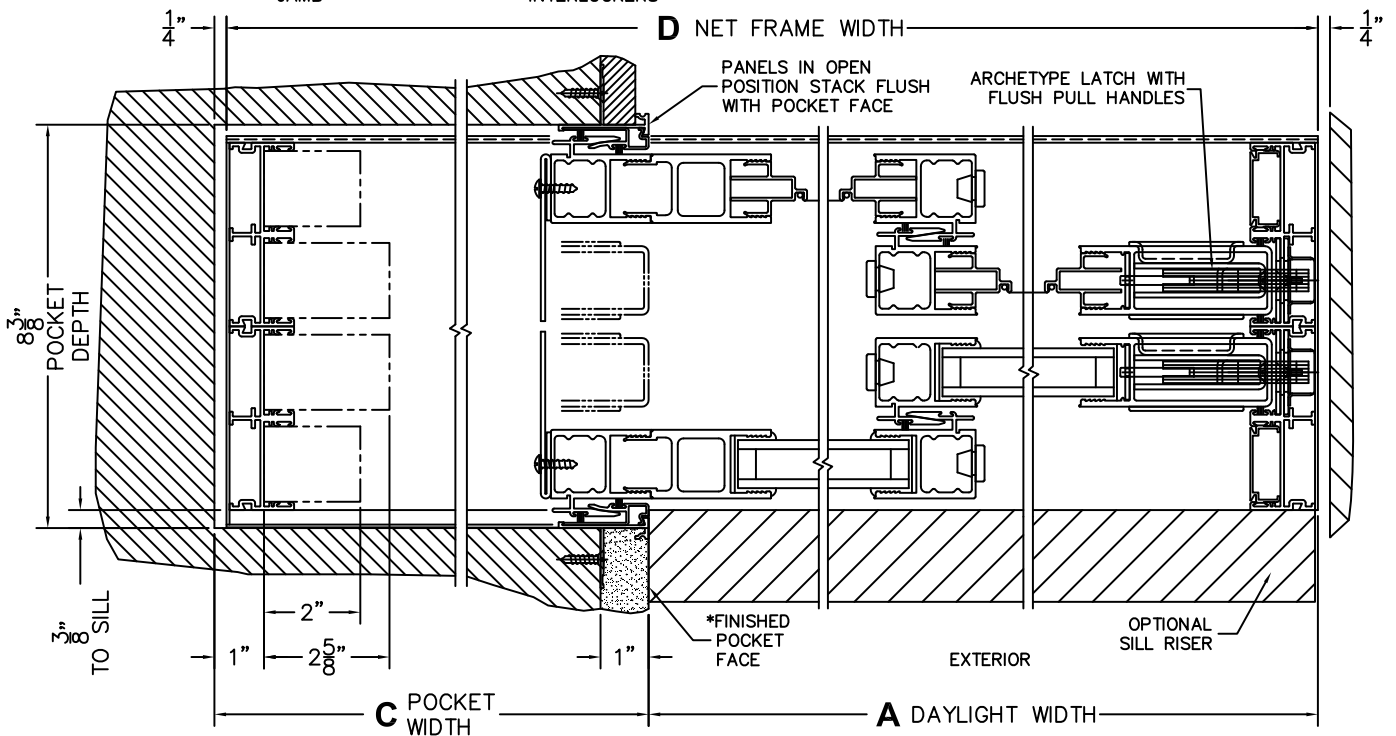 1/4"
D NET FRAME WIDTH
1/4"
PANELS IN OPEN
POSITION STACK FLUSH
WITH POCKET FACE
ARCHETYPE LATCH WITH
FLUSH PULL HANDLES
8 3/8"
POCKET
DEPTH
3/8"
TO SILL
2"
1"
2 5/8"
1"
*FINISHED
POCKET
FACE
EXTERIOR
OPTIONAL
SILL RISER
C POCKET
WIDTH
A DAYLIGHT WIDTH